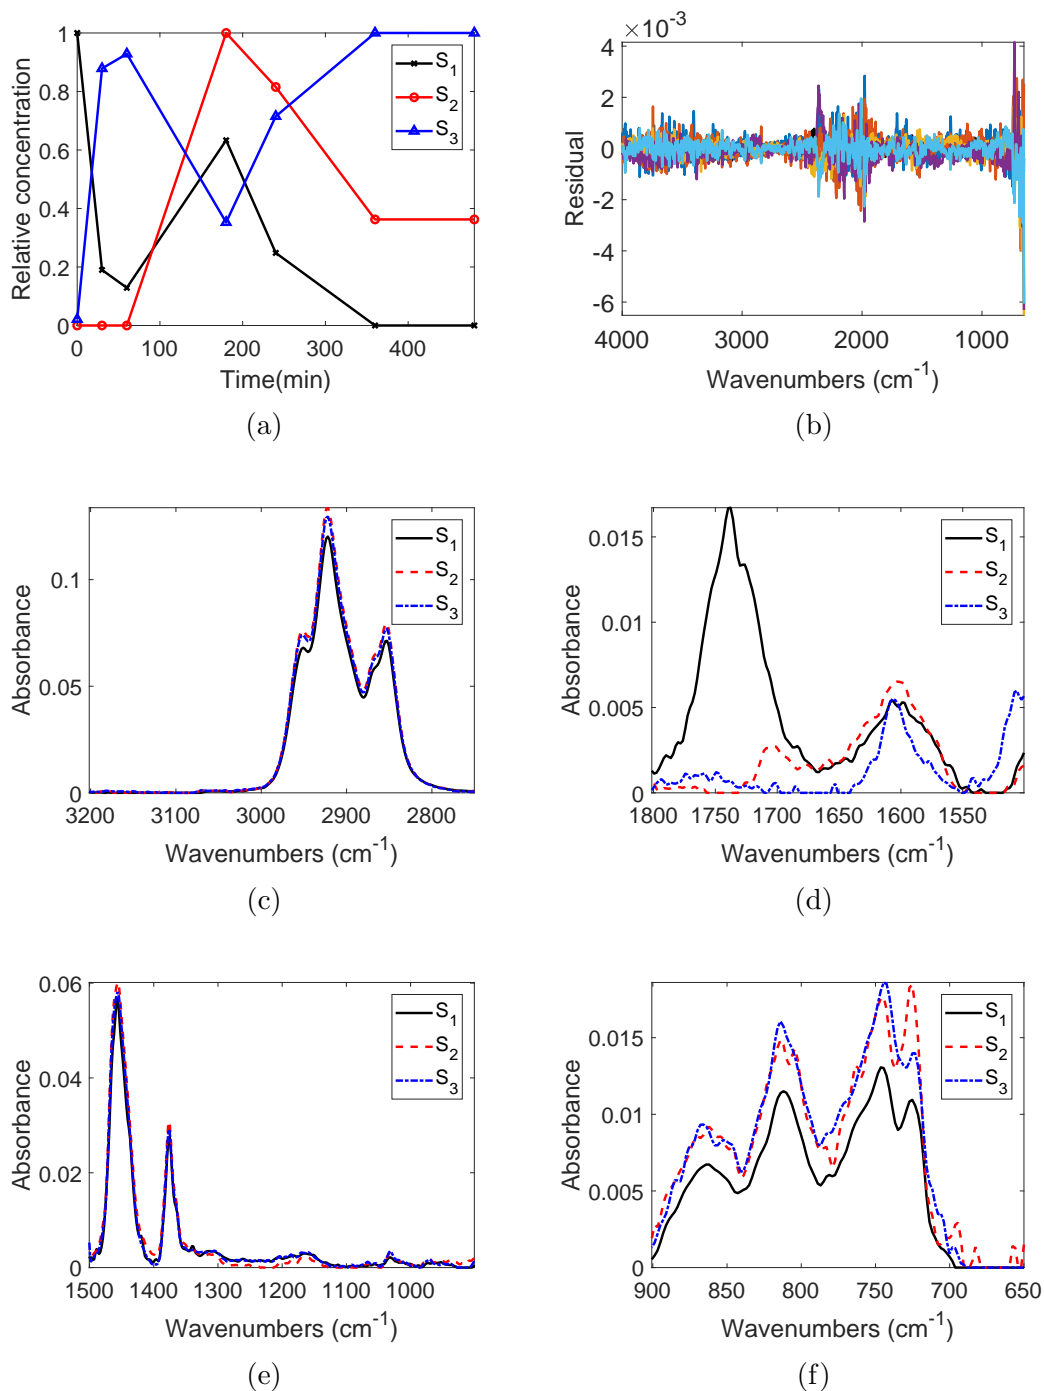 1
0.8
0.6
0.4
0.2
0
0 100 200 300 400
Relative concentration
Time(min)
S1
S2
S3
(a)
×10-3
4
2
0
-2
-4
-6
4000 3000 2000 1000
Residual
Wavenumbers (cm-1)
(b)
0.1
0.05
0
3200 3100 3000 2900 2800
Absorbance
Wavenumbers (cm-1)
S1
S2
S3
(c)
0.015
0.01
0.005
0
1800 1750 1700 1650 1600 1550
Absorbance
Wavenumbers (cm-1)
S1
S2
S3
(d)
0.06
0.04
0.02
0
1500 1400 1300 1200 1100 1000
Absorbance
Wavenumbers (cm-1)
S1
S2
S3
(e)
0.015
0.01
0.005
0
900 850 800 750 700 650
Absorbance
Wavenumbers (cm-1)
S1
S2
S3
(f)